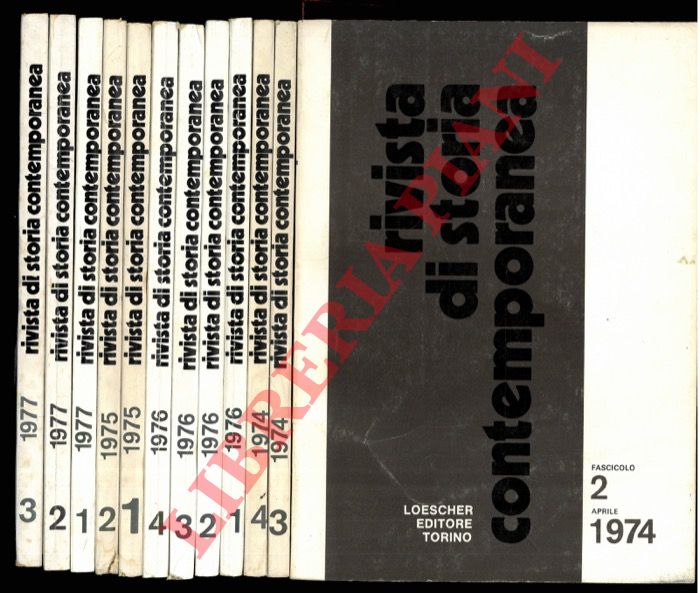 rivista di storia contemporanea 1977 3
rivista di storia contemporanea 1977 2
rivista di storia contemporanea 1977 1
rivista di storia contemporanea 1975 2
rivista di storia contemporanea 1975 1
rivista di storia contemporanea 1976 4
rivista di storia contemporanea 1976 3
rivista di storia contemporanea 1976 2
rivista di storia contemporanea 1976 1
rivista di storia contemporanea 1974 4
rivista di storia contemporanea 1974 3
rivista
di storia
contemporanea
LOESCHER
EDITORE
TORINO
FASCICOLO
2
APRILE
1974
LIBRERIA PIANI